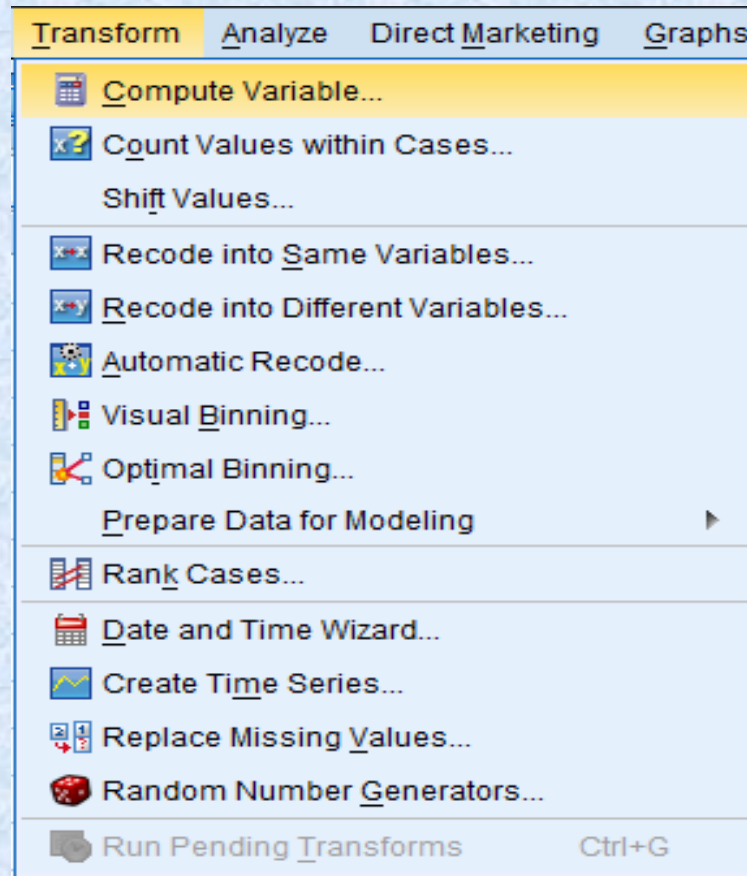 Transform Analyze Direct Marketing Graphs
Compute Variable...
Count Values within Cases...
Shift Values...
Recode into Same Variables...
Recode into Different Variables...
Automatic Recode...
Visual Binning...
Optimal Binning...
Prepare Data for Modeling
Rank Cases...
Date and Time Wizard...
Create Time Series...
Replace Missing Values...
Random Number Generators...
Run Pending Transforms Ctrl+G